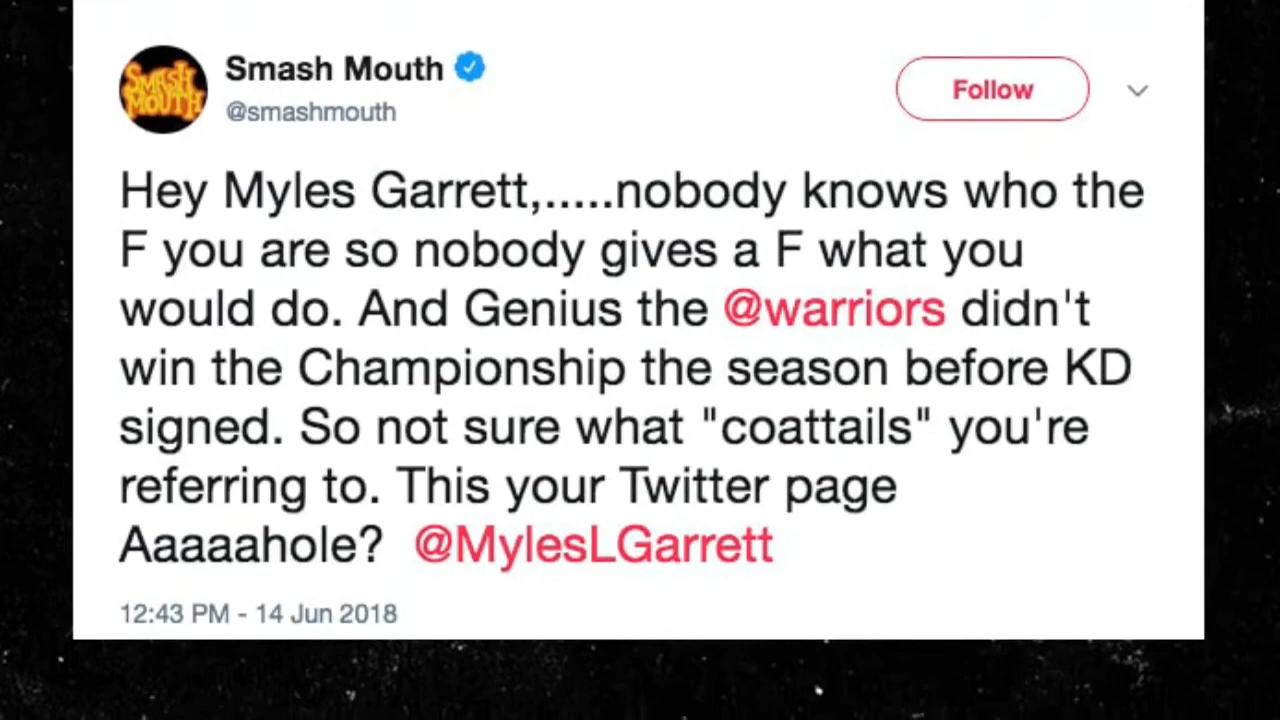 SMASH MOUTH
Smash Mouth
@smashmouth
Follow
Hey Myles Garrett,.....nobody knows who the
F you are so nobody gives a F what you
would do. And Genius the @warriors didn't
win the Championship the season before KD
signed. So not sure what "coattails" you're
referring to. This your Twitter page
Aaaaahole? @MylesLGarrett
12:43 PM - 14 Jun 2018